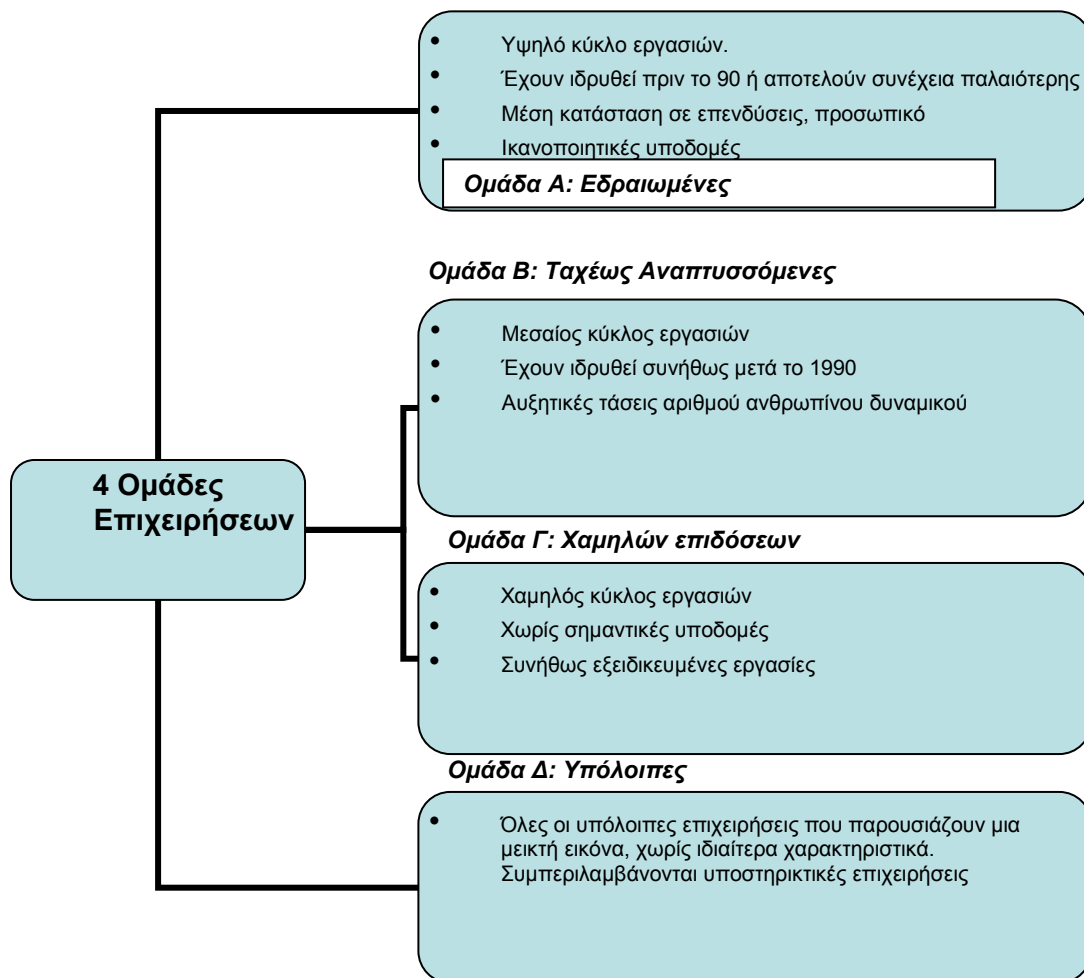 Υψηλό κύκλο εργασιών.
Έχουν ιδρυθεί πριν το 90 ή αποτελούν συνέχεια παλαιότερης
Μέση κατάσταση σε επενδύσεις, προσωπικό
Ικανοποιητικές υποδομές
Ομάδα Α: Εδραιωμένες
Ομάδα Β: Ταχέως Αναπτυσσόμενες
Μεσαίος κύκλος εργασιών
Έχουν ιδρυθεί συνήθως μετά το 1990
Αυξητικές τάσεις αριθμού ανθρωπίνου δυναμικού
4 Ομάδες
Επιχειρήσεων
Ομάδα Γ: Χαμηλών επιδόσεων
Χαμηλός κύκλος εργασιών
Χωρίς σημαντικές υποδομές
Συνήθως εξειδικευμένες εργασίες
Ομάδα Δ: Υπόλοιπες
Όλες οι υπόλοιπες επιχειρήσεις που παρουσιάζουν μια
μεικτή εικόνα, χωρίς ιδιαίτερα χαρακτηριστικά.
Συμπεριλαμβάνονται υποστηρικτικές επιχειρήσεις